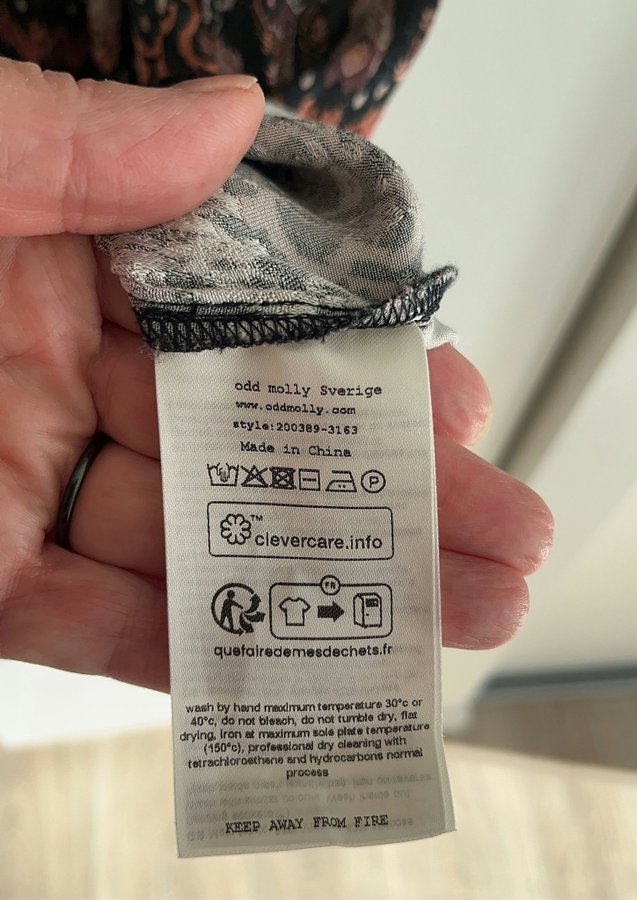 odd molly Sverige
www.oddmolly.com
style:200389-3163
Made in China
P
™
clevercare.info
FR
quefairedemesdechets.fr
wash by hand maximum temperature 30°c or
40°c, do not bleach, do not tumble dry, flat
drying, iron at maximum sole plate temperature
(150°c), professional dry cleaning with
tetrachloroethene and hydrocarbons normal
process
KEEP AWAY FROM FIRE